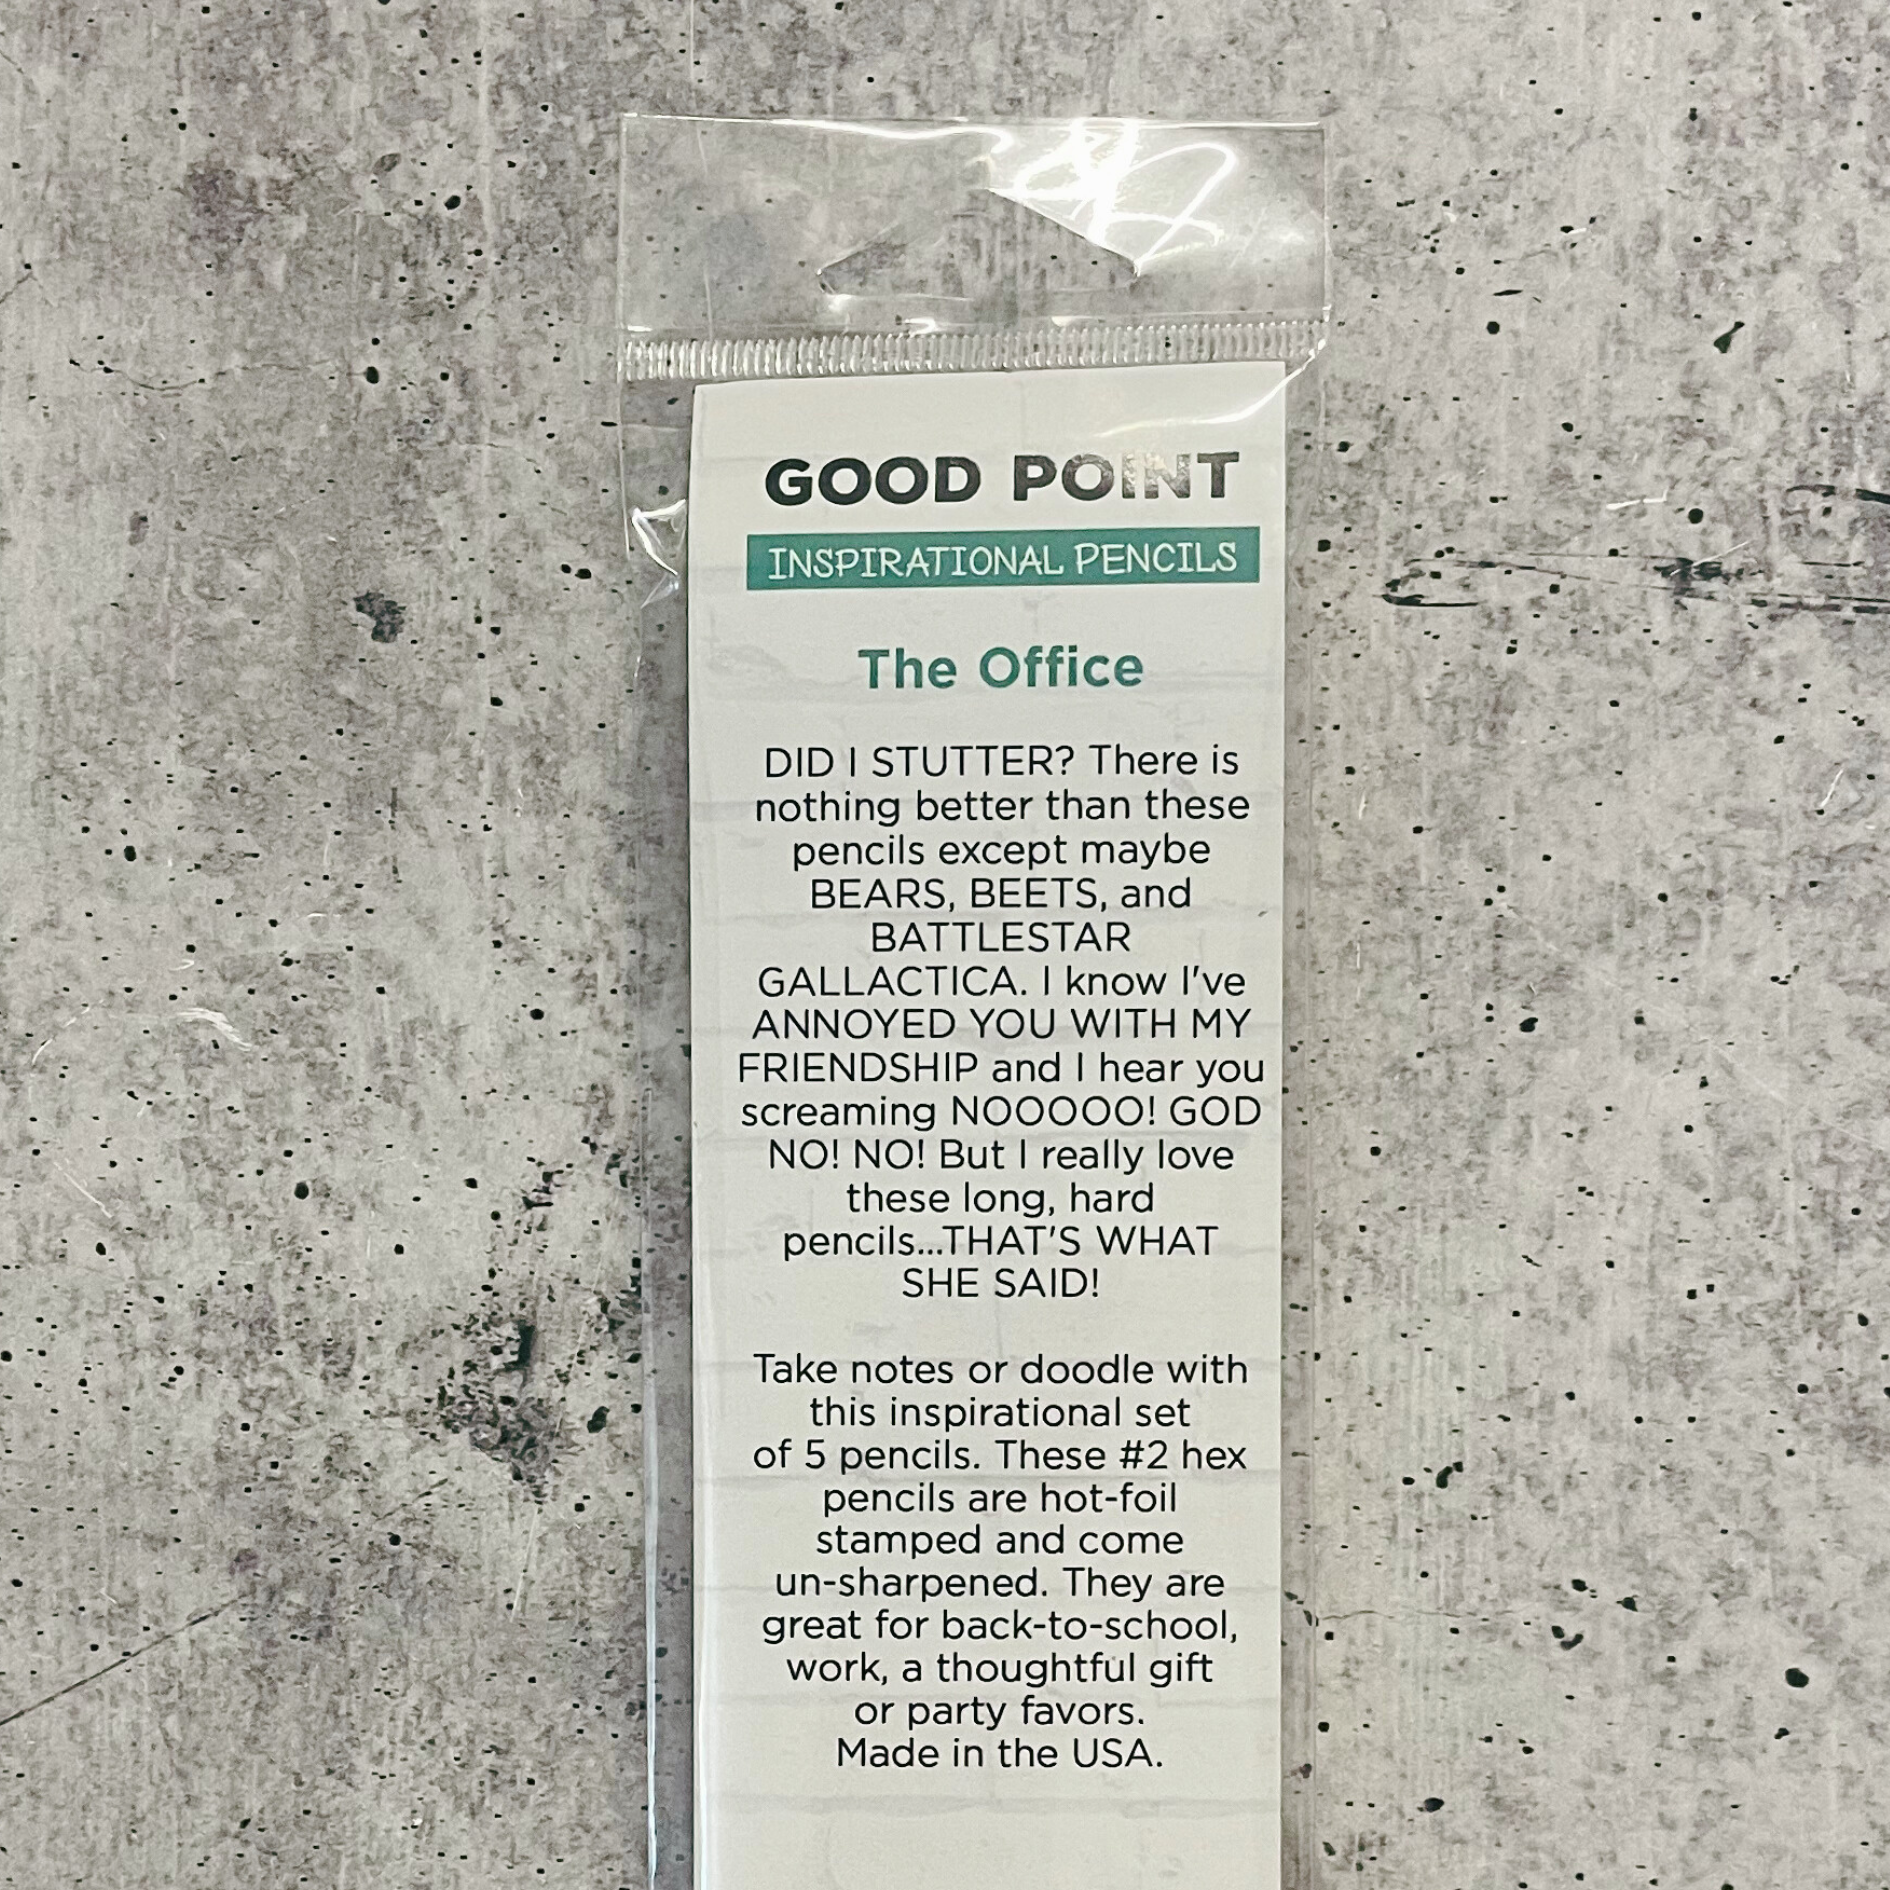 GOOD POINT
INSPIRATIONAL PENCILS
The Office
DID I STUTTER? There is
nothing better than these
pencils except maybe
BEARS, BEETS, and
BATTLESTAR
GALLACTICA. I know I've
ANNOYED YOU WITH MY
FRIENDSHIP and I hear you
screaming NOOOOO! GOD
NO! NO! But I really love
these long, hard
pencils...THAT'S WHAT
SHE SAID!
Take notes or doodle with
this inspirational set
of 5 pencils. These #2 hex
pencils are hot-foil
stamped and come
un-sharpened. They are
great for back-to-school,
work, a thoughtful gift
or party favors.
Made in the USA.